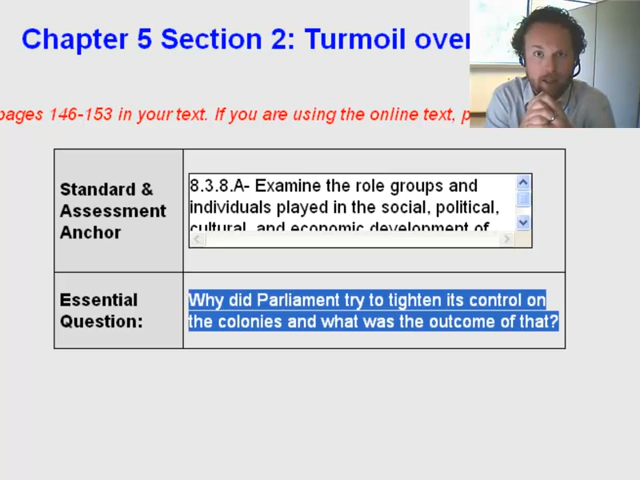 Chapter 5 Section 2: Turmoil over
pages 146-153 in your text. If you are using the online text, p
Standard &
Assessment
Anchor
8.3.8.A- Examine the role groups and
individuals played in the social, political,
cultural, and economic development of
Essential
Question:
Why did Parliament try to tighten its control on
the colonies and what was the outcome of that?